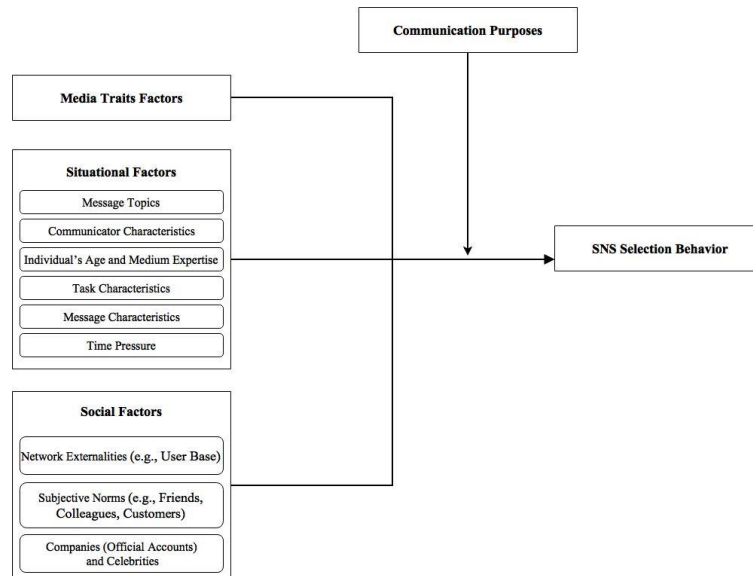 Communication Purposes
Media Traits Factors
Situational Factors
Message Topics
Communicator Characteristics
Individual's Age and Medium Expertise
Task Characteristics
Message Characteristics
Time Pressure
SNS Selection Behavior
Social Factors
Network Externalities (e.g., User Base)
Subjective Norms (e.g., Friends,
Colleagues, Customers)
Companies (Official Accounts)
and Celebrities